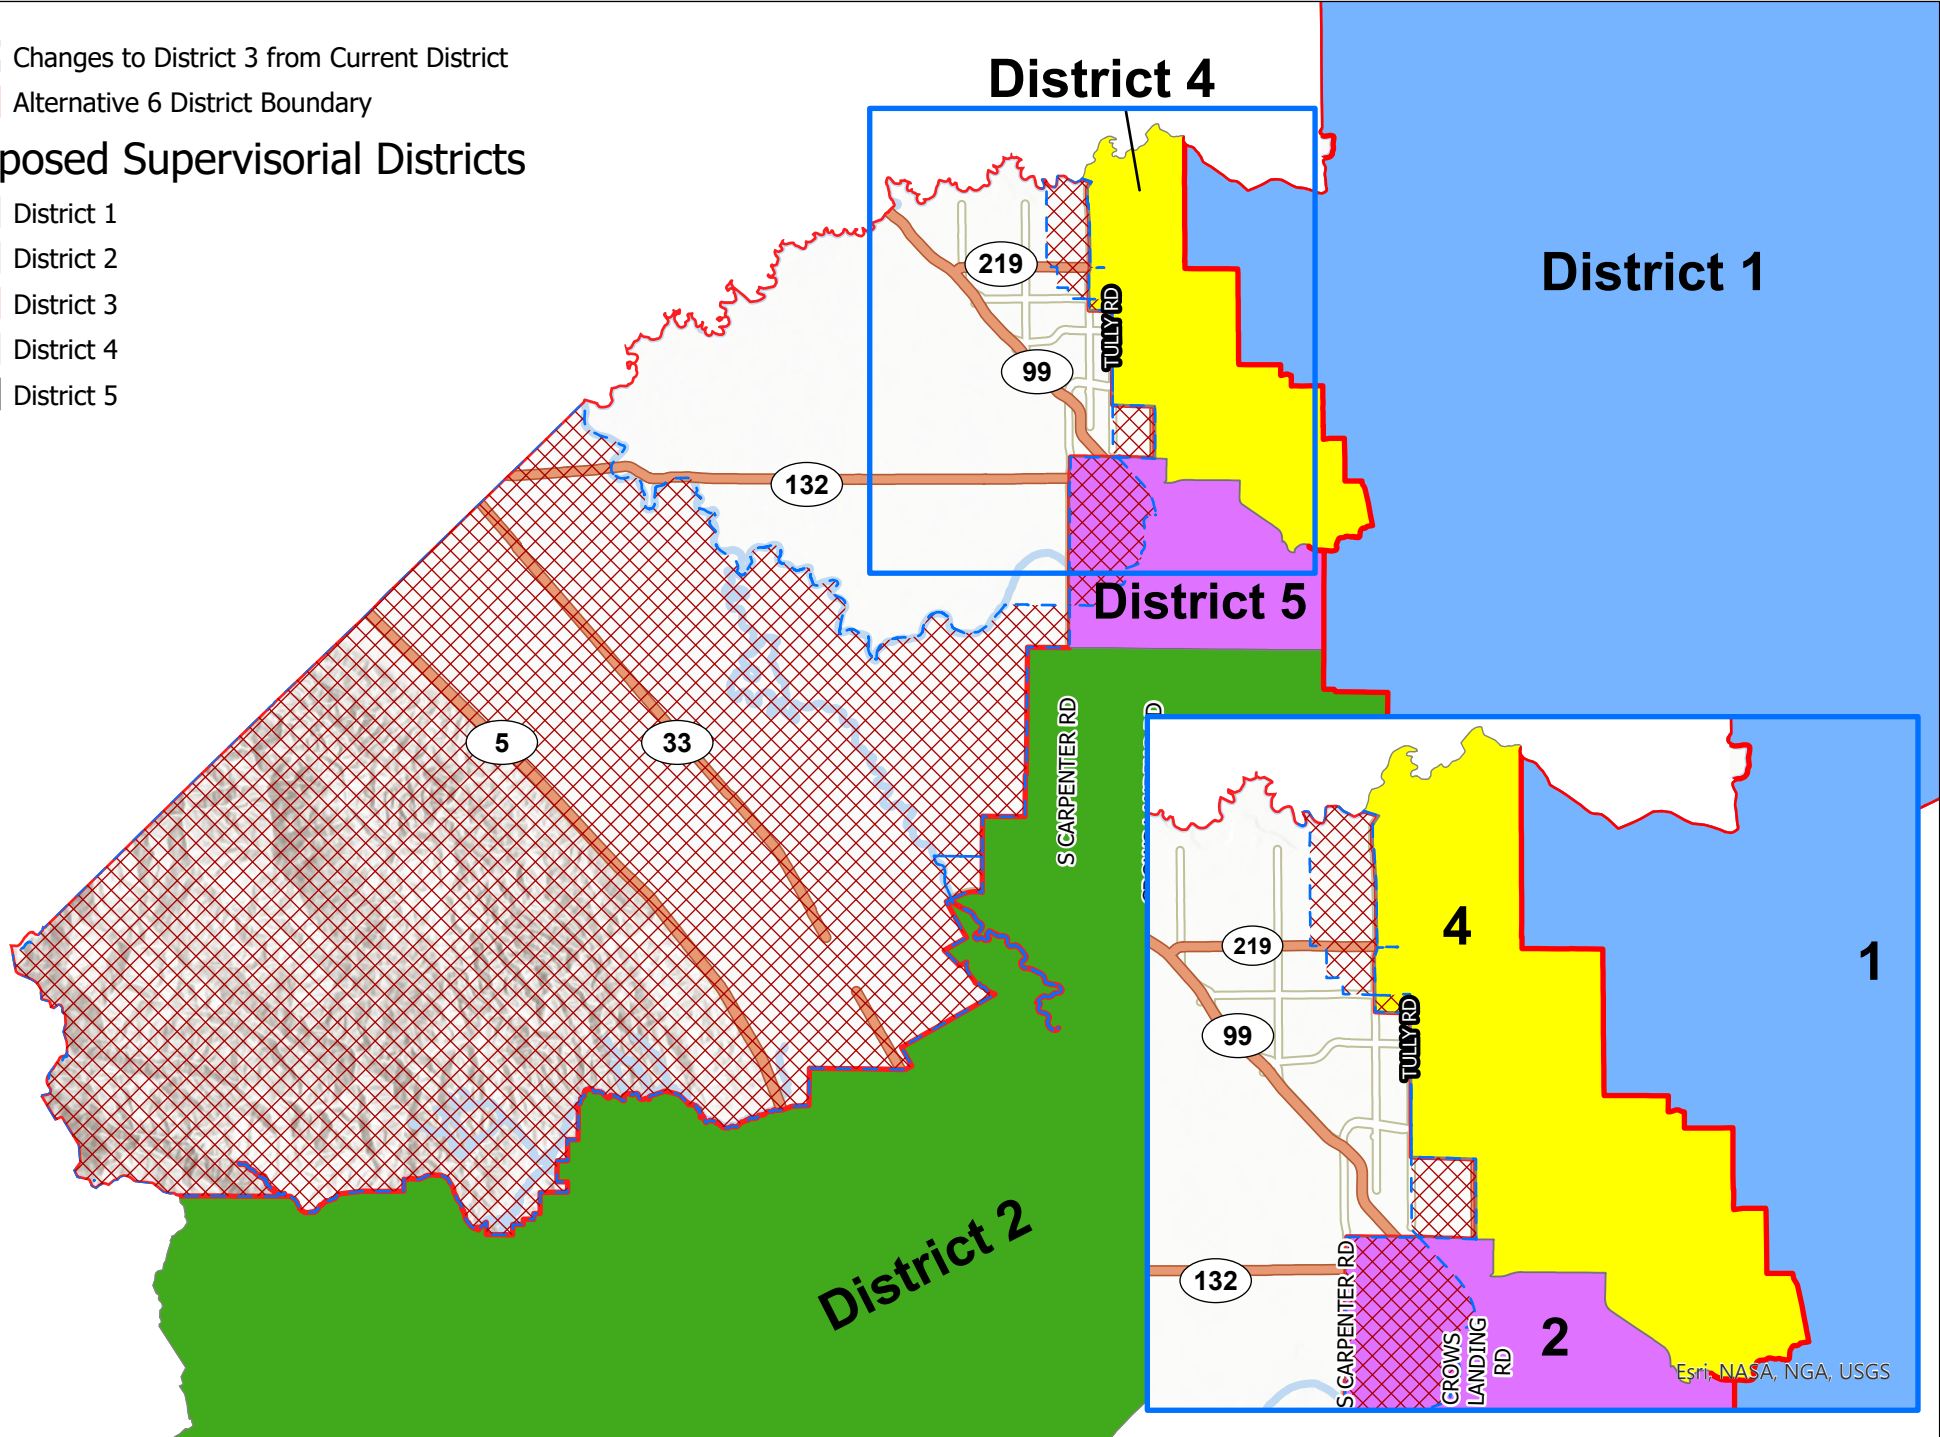 Changes to District 3 from Current District
Alternative 6 District Boundary
posed Supervisorial Districts
District 1
District 2
District 3
District 4
District 5
District 4
District 1
219
TULLY RD
99
132
District 5
5
33
S CARPENTER RD
District 2
4
1
219
99
TULLY RD
132
S CARPENTER RD
CROWS
LANDING
RD
2
Esri, NASA, NGA, USGS